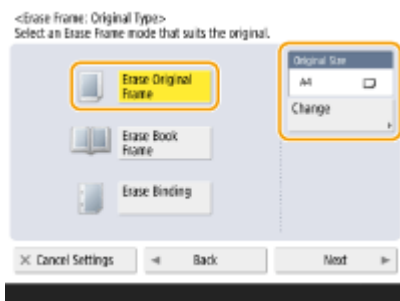 <Erase Frame: Original Type>
Select an Erase Frame mode that suits the original.
Erase Original
Frame
Original Size
A4
Change
Erase Book
Frame
Erase Binding
Cancel Settings
Back
Next